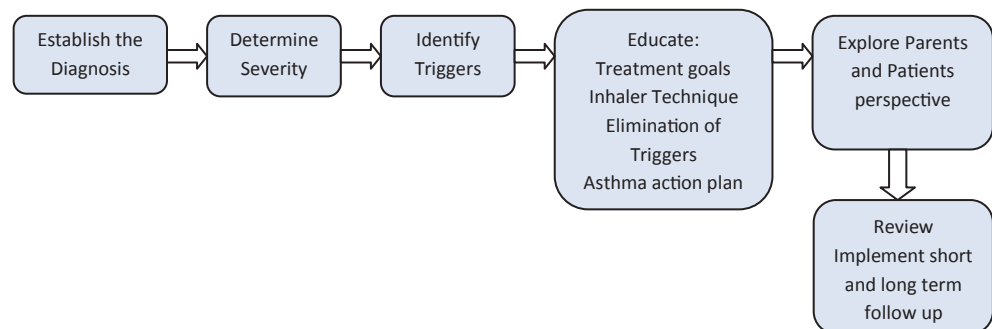 Establish the
Diagnosis
Determine
Severity
Identify
Triggers
Educate:
Treatment goals
Inhaler Technique
Elimination of
Triggers
Asthma action plan
Explore Parents
and Patients
perspective
Review
Implement short
and long term
follow up